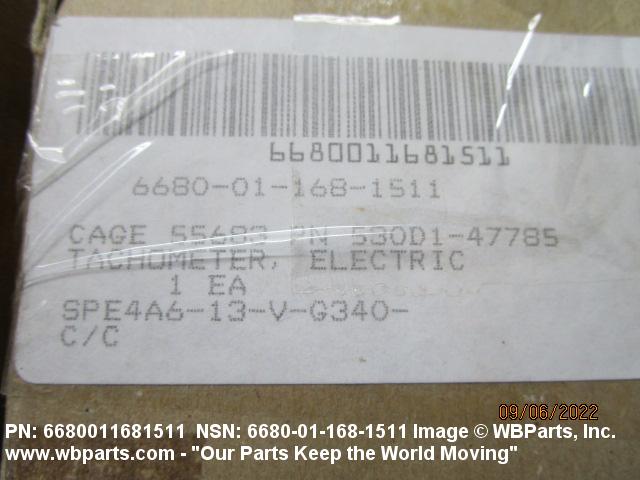 6680011681511
6680-01-168-1511
CAGE 55683 PN 530D1-47785
TACHOMETER, ELECTRIC
1 EA
SPE4A6-13-V-G340-
C/C
09/06/2022
PN: 6680011681511 NSN: 6680-01-168-1511 Image © WBParts, Inc.
www.wbparts.com - "Our Parts Keep the World Moving"